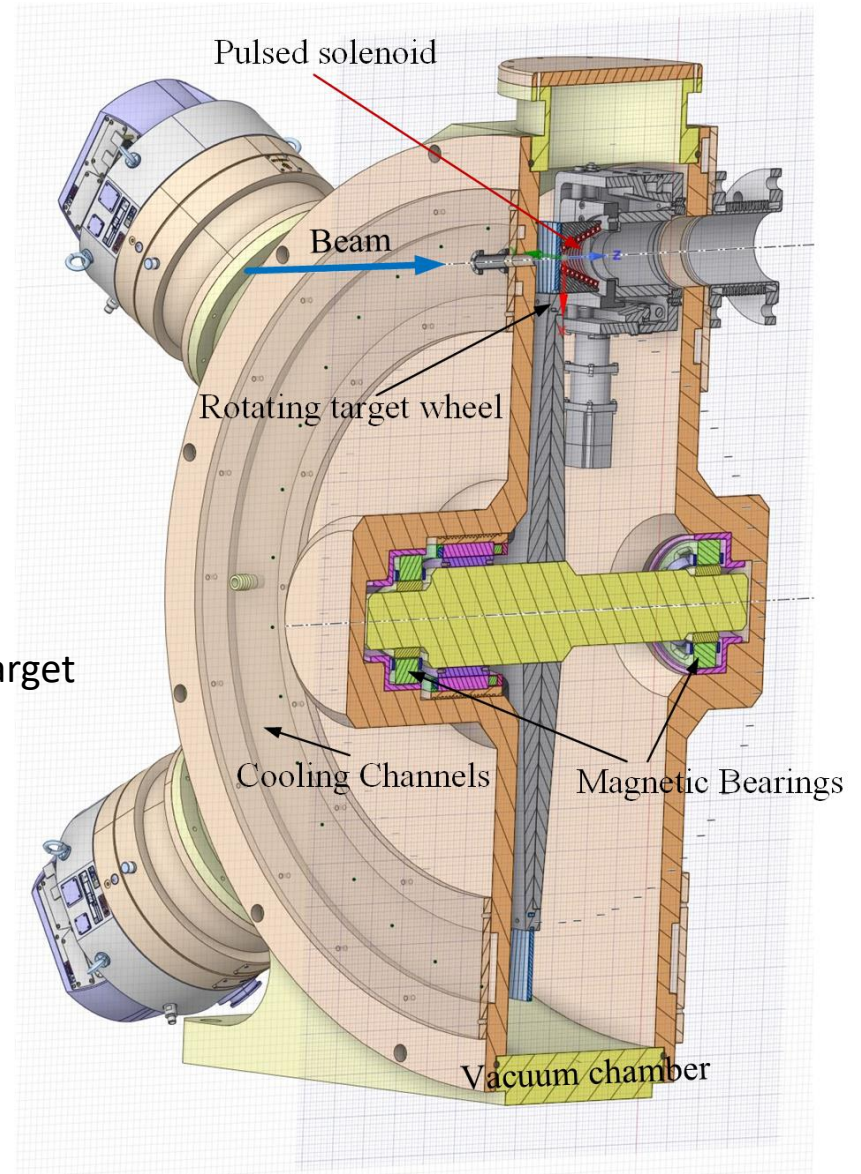 Pulsed solenoid
Beam
z
Rotating target wheel
arget
Cooling Channels
Magnetic Bearings
Vacuum chamber